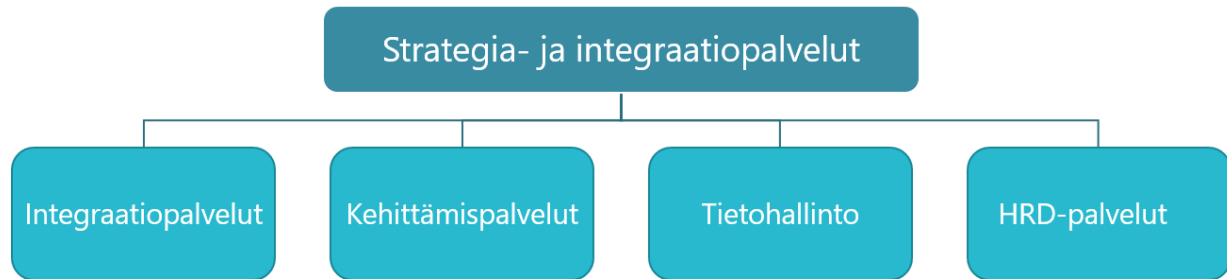 Strategia- ja integraatiopalvelut
Integraatiopalvelut
Kehittämispalvelut
Tietohallinto
HRD-palvelut